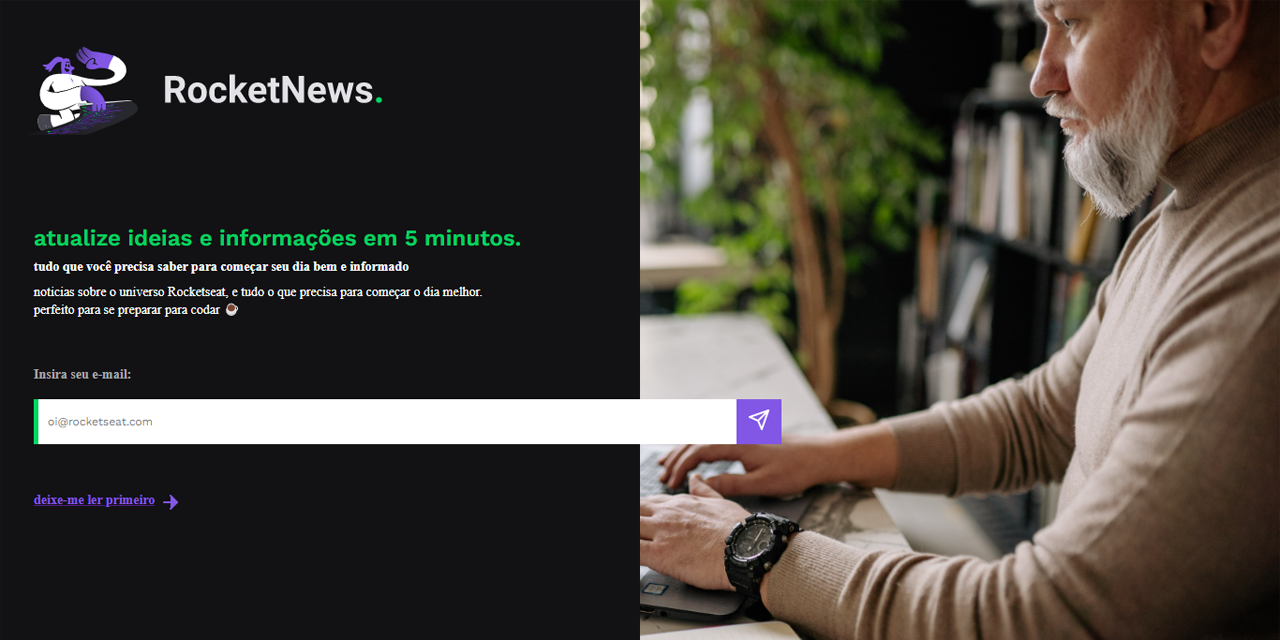 RocketNews.
atualize ideias e informações em 5 minutos.
tudo que você precisa saber para começar seu dia bem e informado
noticias sobre o universo Rocketseat, e tudo o que precisa para começar o dia melhor.
perfeito para se preparar para codar ☕
Insira seu e-mail:
oi@rocketseat.com
deixe-me ler primeiro